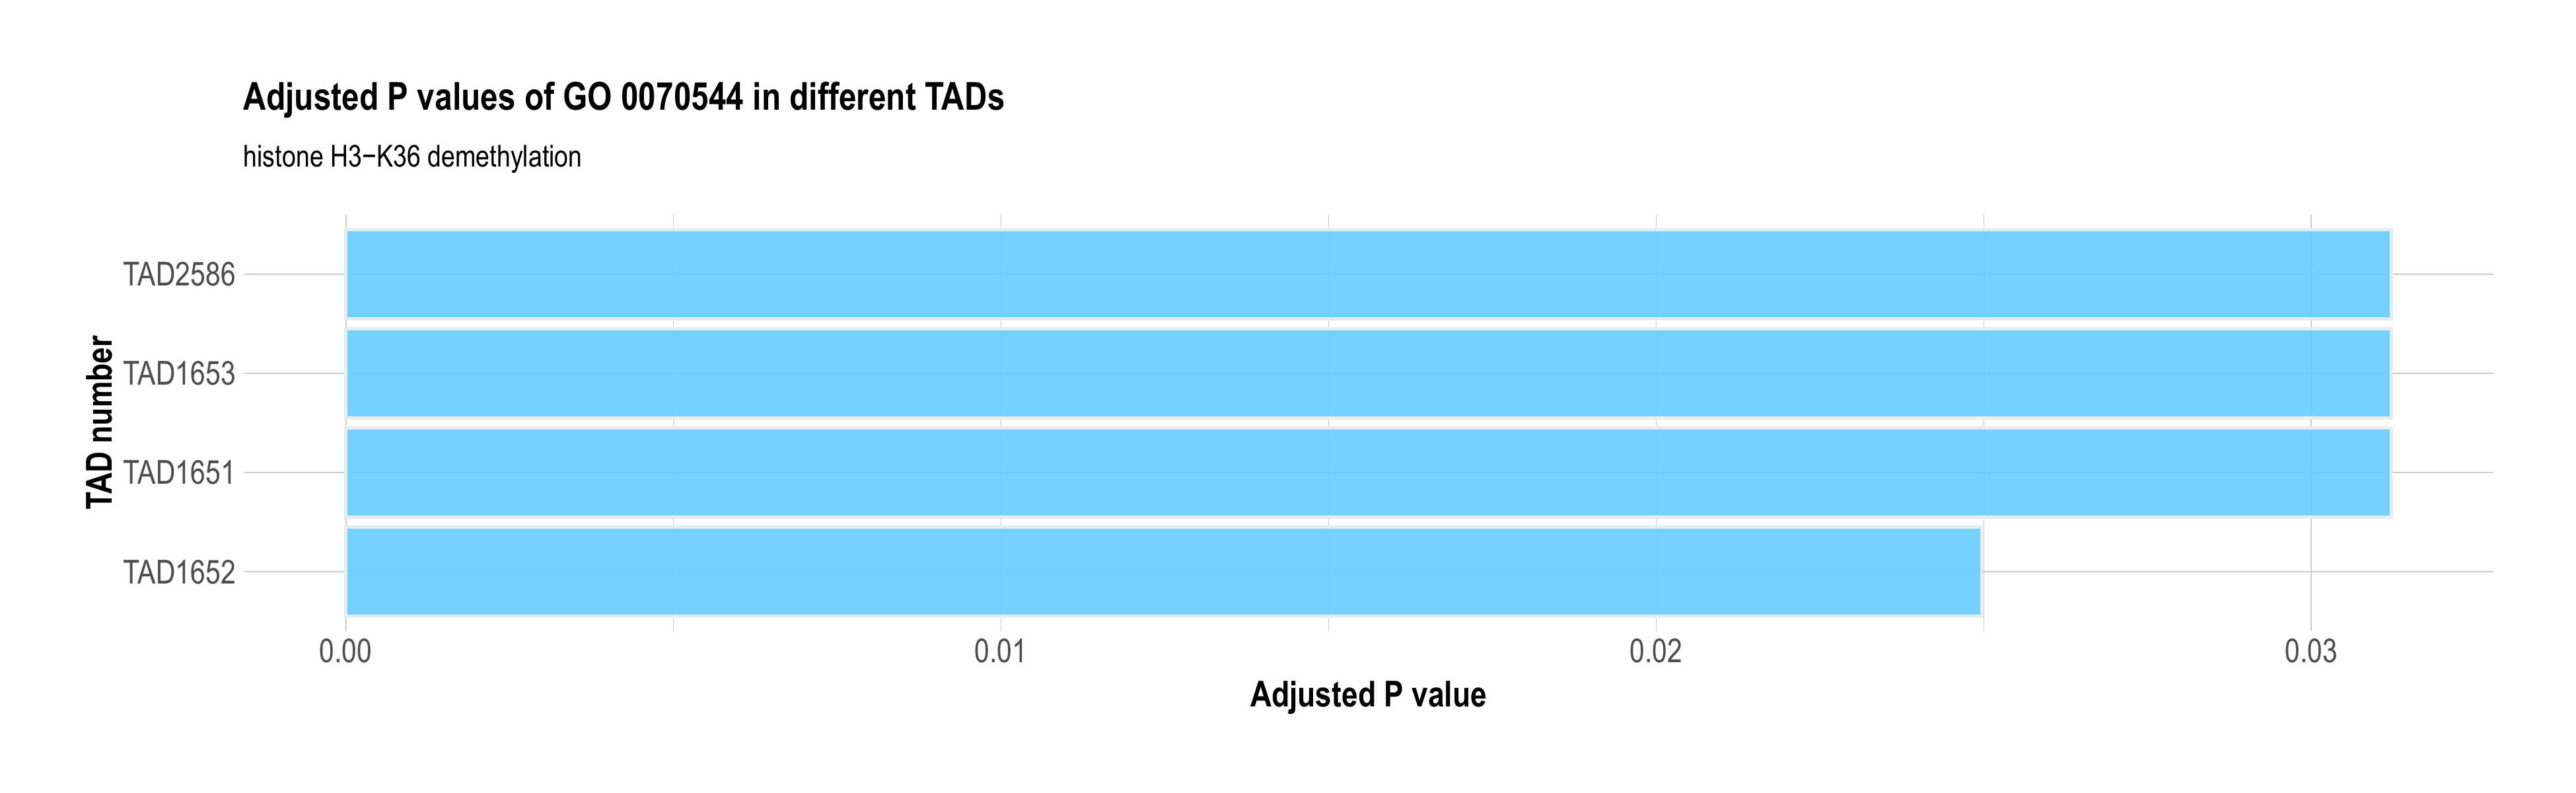 Adjusted P values of GO 0070544 in different TADs
histone H3−K36 demethylation
TAD number
TAD2586
TAD1653
TAD1651
TAD1652
0.00 0.01 0.02 0.03
Adjusted P value